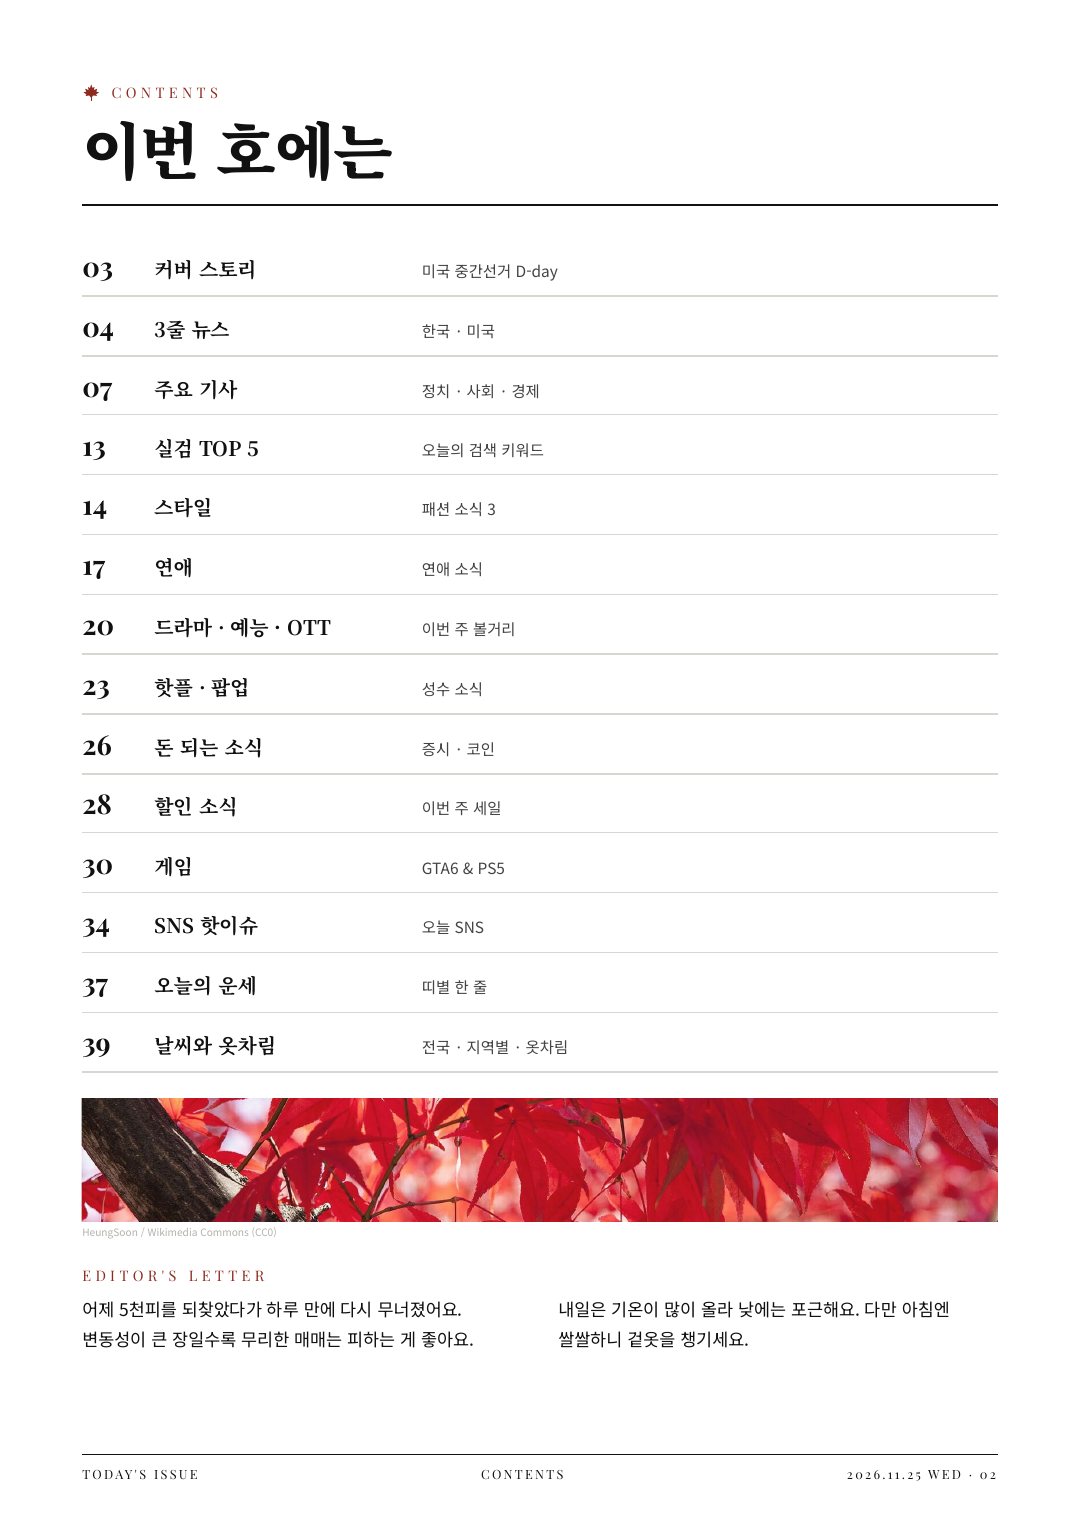 CONTENTS
이번 호에는
03 커버 스토리 미국 중간선거 D-day
04 3줄 뉴스 한국 · 미국
07 주요 기사 정치 · 사회 · 경제
13 실검 TOP 5 오늘의 검색 키워드
14 스타일 패션 소식 3
17 연애 연애 소식
20 드라마 · 예능 · OTT 이번 주 볼거리
23 핫플 · 팝업 성수 소식
26 돈 되는 소식 증시 · 코인
28 할인 소식 이번 주 세일
30 게임 GTA6 & PS5
34 SNS 핫이슈 오늘 SNS
37 오늘의 운세 띠별 한 줄
39 날씨와 옷차림 전국 · 지역별 · 옷차림
HeungSoon / Wikimedia Commons (CC0)
EDITOR'S LETTER
어제 5천피를 되찾았다가 하루 만에 다시 무너졌어요.
변동성이 큰 장일수록 무리한 매매는 피하는 게 좋아요.
내일은 기온이 많이 올라 낮에는 포근해요. 다만 아침엔
쌀쌀하니 겉옷을 챙기세요.
TODAY'S ISSUE CONTENTS 2026.11.25 WED · 02